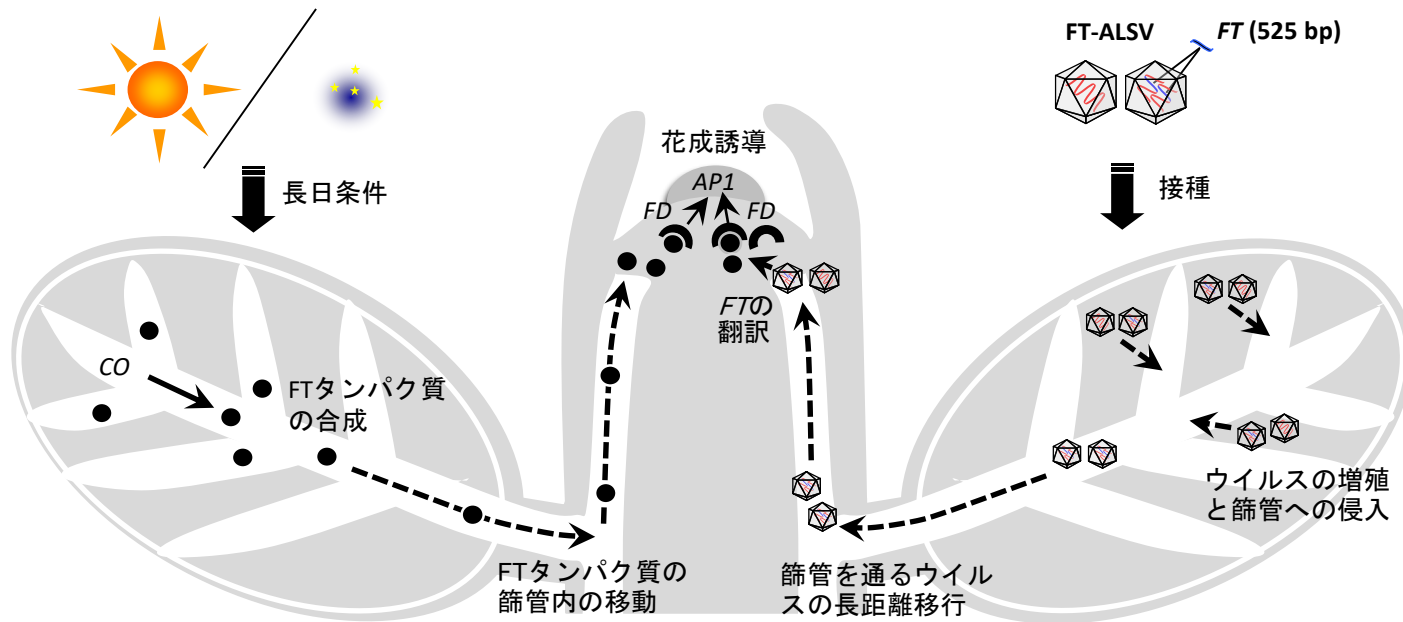 FT-ALSV
FT (525 bp)
長日条件
花成誘導
接種
AP1
FD
FD
FTの
翻訳
CO
FTタンパク質
の合成
ウイルスの増殖
と篩管への侵入
FTタンパク質の
篩管内の移動
篩管を通るウイル
スの長距離移行